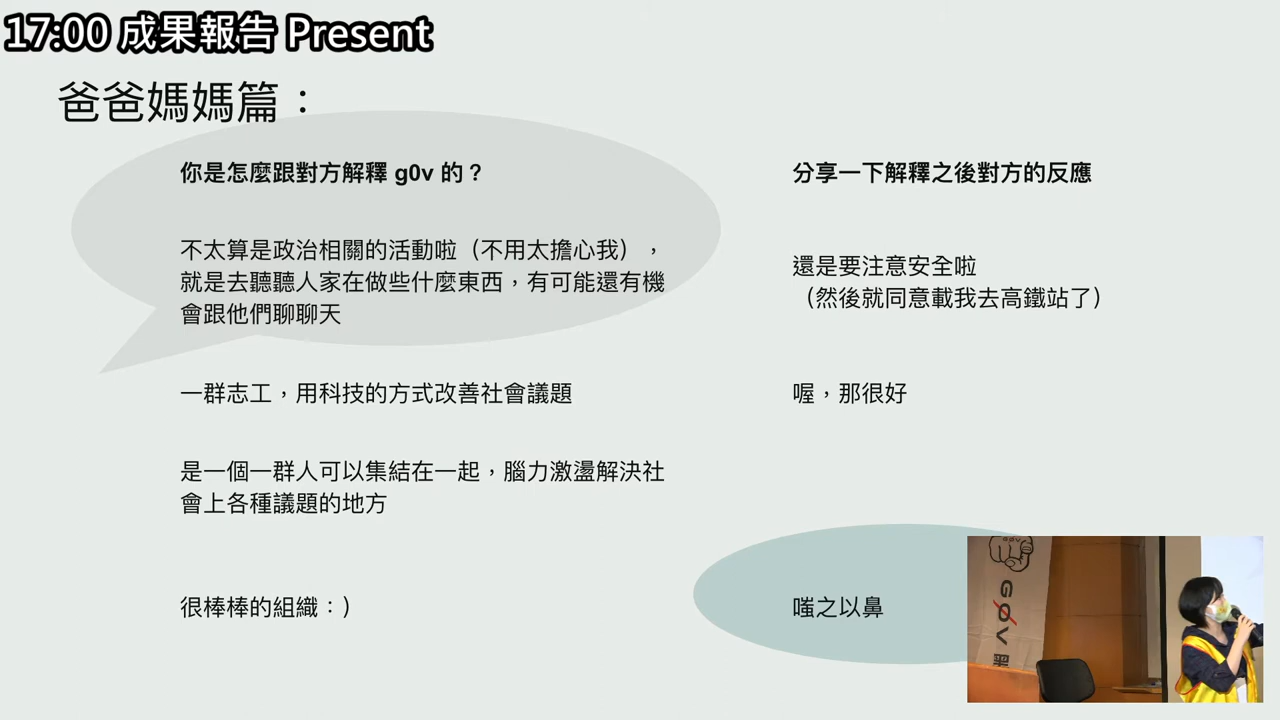 17:00 成果報告 Present
爸爸媽媽篇：
你是怎麼跟對方解釋 g0v 的？
分享一下解釋之後對方的反應
不太算是政治相關的活動啦（不用太擔心我），
就是去聽聽人家在做些什麼東西，有可能還有機
會跟他們聊聊天
還是要注意安全啦
（然後就同意載我去高鐵站了）
一群志工，用科技的方式改善社會議題
喔，那很好
是一個一群人可以集結在一起，腦力激盪解決社
會上各種議題的地方
很棒棒的組織：）
嗤之以鼻
G0V